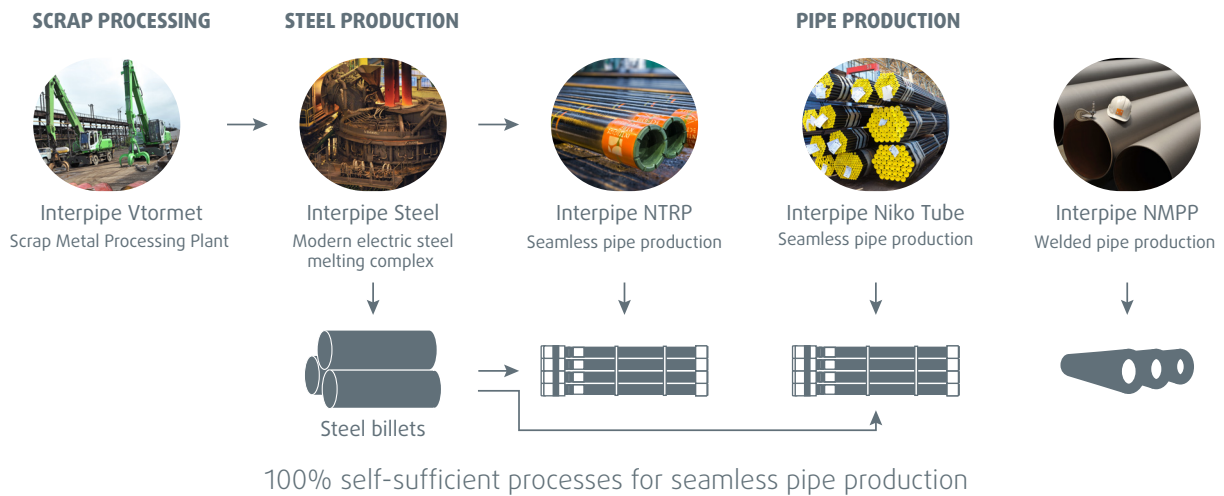 SCRAP PROCESSING
STEEL PRODUCTION
PIPE PRODUCTION
Interpipe Vtormet
Scrap Metal Processing Plant
Interpipe Steel
Modern electric steel
melting complex
Interpipe NTRP
Seamless pipe production
Interpipe Niko Tube
Seamless pipe production
Interpipe NMPP
Welded pipe production
Steel billets
100% self-sufficient processes for seamless pipe production